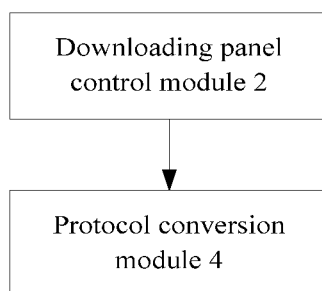 Downloading panel
control module 2
Protocol conversion
module 4